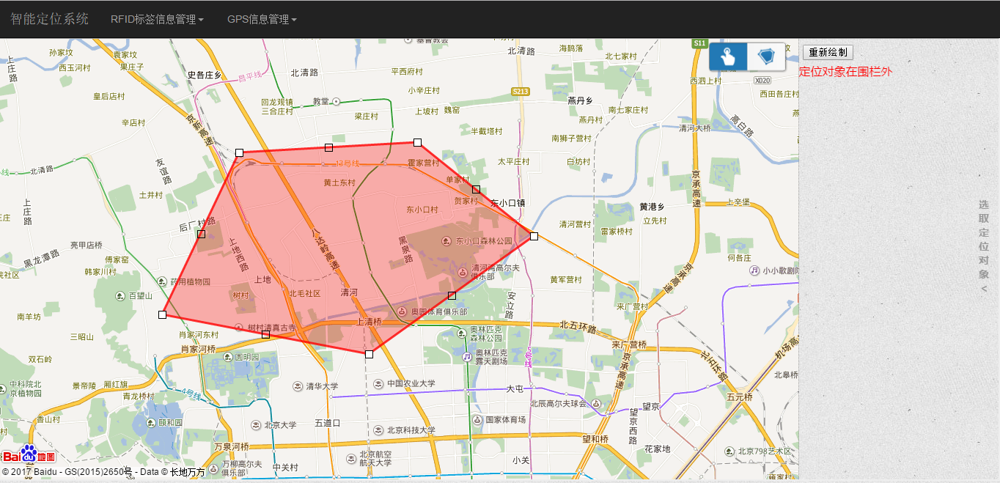 智能定位系统 RFID标签信息管理 GPS信息管理
重新绘制
定位对象在围栏外
选取定位对象<
S11
S213
X020
孙家坟
袁家坟
西玉河村
果庄子
史各庄乡
昌平线
北清路
北清路
海鹋落
北七家村
平西府村
小辛庄村
西泗上村
西田各庄村
皇后店村
回龙观镇
三合庄村
教堂
梁庄村
上坡村
魏窑
燕丹乡
南七家庄村
燕丹村
辛店村
京新高速
半截塔村
南狮子营村
清河大桥
高白路
上庄路
友谊路
北清路
13号线
霍家营村
太平庄村
白坊村
黄土东村
单家村
贺家村
东小口镇
京承高速
土井村
上庄路
东小口村
黄港乡
立先村
上辛堡
后厂村路
清河营村
雷家桥村
亮甲店桥
黑龙潭路
傅家窑
韩家川村
上地西路
八达岭高速
黑泉路
东小口森林公园
何各庄
京承高速
药用植物园
上地
清河湾高尔夫
俱乐部
黄军营村
百望山
树村
北毛社区
清河
安立路
来广营村
奥园体育俱乐部
南羊坊
树村清真古寺
上清桥
北五环路
肖家河东村
三昭山
奥林匹克
森林公园
肖家河桥
来广营桥
双石岭
圆明园
奥林匹克
露天剧场
5号线
京承高速
北五环路
机场高
中科院北
京植物园
景帝陵
厢红旗
清华大学
中国农业大学
大屯
北皋桥
青龙桥村
4号线
北辰高尔夫球会
望京
五元桥
香山村
颐和园
北京大学
五道口
北京科技大学
国家体育场
望京西路
万泉河桥
望和桥
花家地
北京798艺术区
北京航空
航天大学
万柳高尔夫
俱乐部
中关村
小关
Bai du 地图
© 2017 Baidu - GS(2015)2650号 - Data © 长地万方